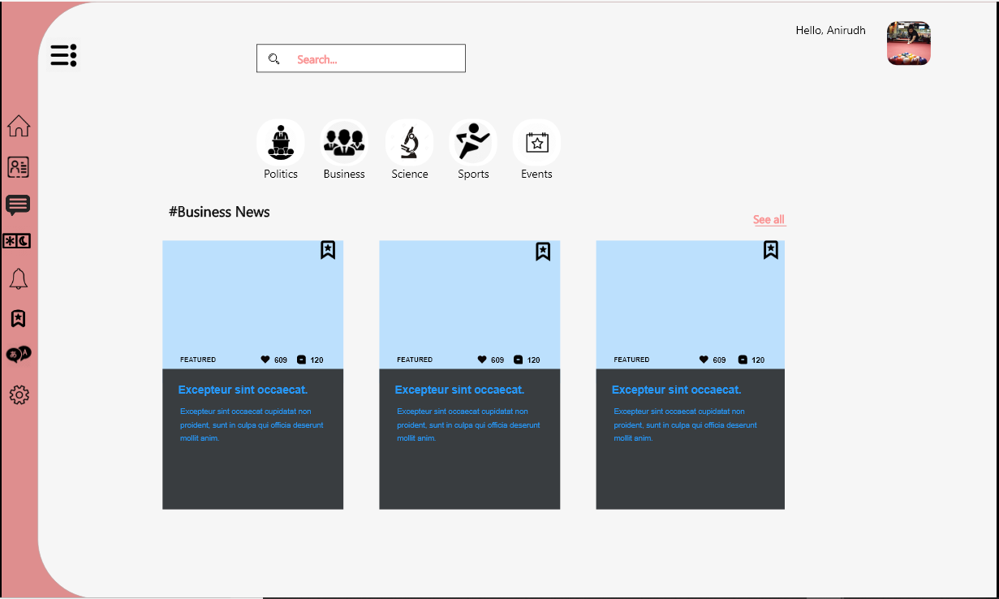 Hello, Anirudh
Search...
Politics
Business
Science
Sports
Events
#Business News
See all
FEATURED 609 120
Excepteur sint occaecat.
Excepteur sint occaecat cupidatat non
proident, sunt in culpa qui officia deserunt
mollit anim.
FEATURED 609 120
Excepteur sint occaecat.
Excepteur sint occaecat cupidatat non
proident, sunt in culpa qui officia deserunt
mollit anim.
FEATURED 609 120
Excepteur sint occaecat.
Excepteur sint occaecat cupidatat non
proident, sunt in culpa qui officia deserunt
mollit anim.
あ A